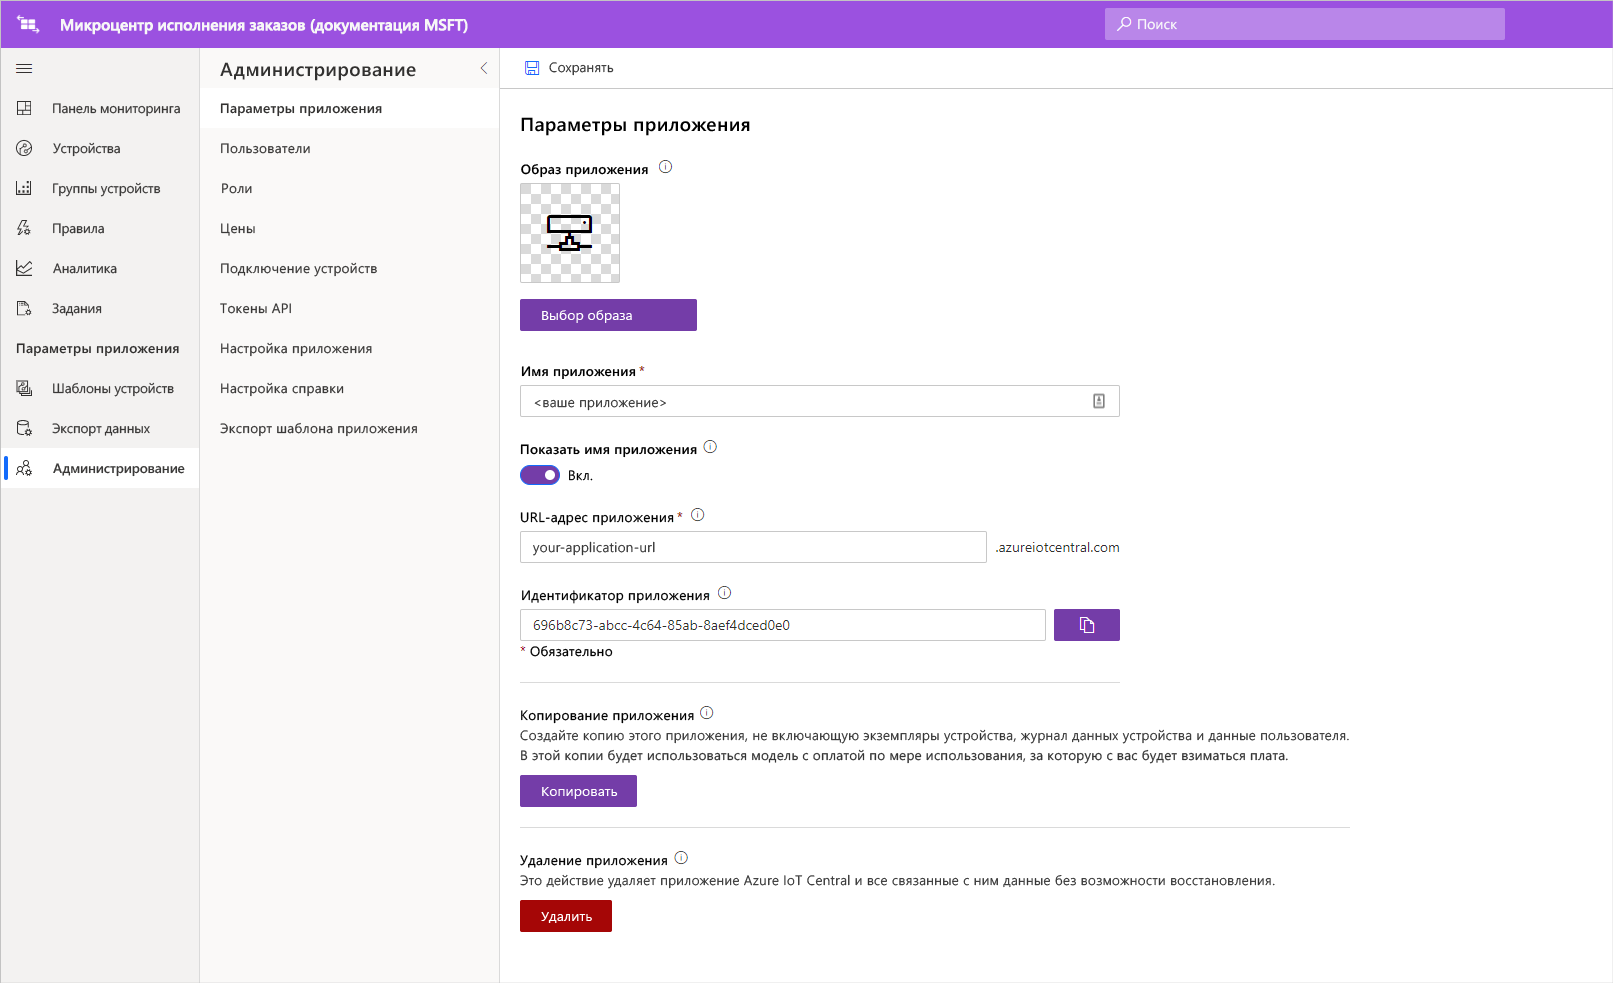 Микроцентр исполнения заказов (документация MSFT)
Поиск
Панель мониторинга
Устройства
Группы устройств
Правила
Аналитика
Задания
Параметры приложения
Шаблоны устройств
Экспорт данных
Администрирование
Администрирование
Параметры приложения
Пользователи
Роли
Цены
Подключение устройств
Токены API
Настройка приложения
Настройка справки
Экспорт шаблона приложения
Сохранять
Параметры приложения
Образ приложения
Выбор образа
Имя приложения *
<ваше приложение>
Показать имя приложения
Вкл.
URL-адрес приложения *
your-application-url .azureiotcentral.com
Идентификатор приложения
696b8c73-abcc-4c64-85ab-8aef4dced0e0
* Обязательно
Копирование приложения
Создайте копию этого приложения, не включающую экземпляры устройства, журнал данных устройства и данные пользователя.
В этой копии будет использоваться модель с оплатой по мере использования, за которую с вас будет взиматься плата.
Копировать
Удаление приложения
Это действие удаляет приложение Azure IoT Central и все связанные с ним данные без возможности восстановления.
Удалить